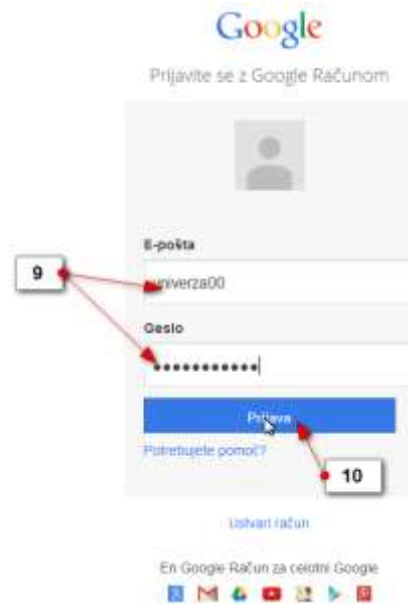 Google
Prijavite se z Google Računom
E-pošta
9
univerza00
Geslo
Prijava
Potrebujete pomoč?
10
Ustvari račun
En Google Račun za celotni Google